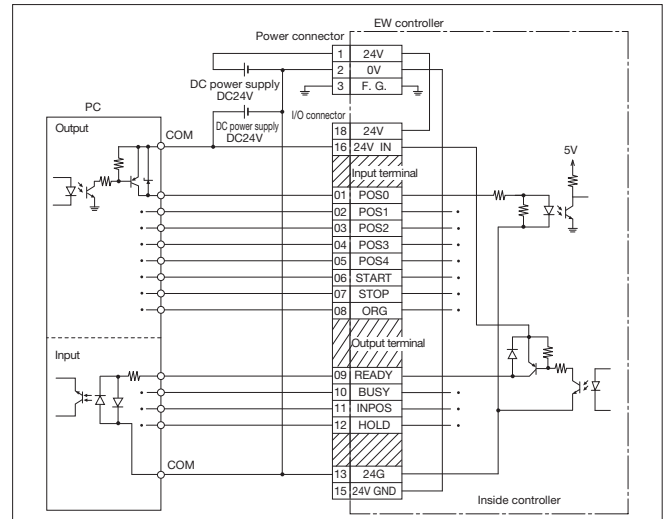 EW controller
Power connector
1 24V
2 0V
3 F. G.
DC power supply
DC24V
PC
Output
COM
DC power supply
DC24V
I/O connector
18 24V
16 24V IN
Input terminal
5V
01 POS0
02 POS1
03 POS2
04 POS3
05 POS4
06 START
07 STOP
08 ORG
Output terminal
Input
09 READY
10 BUSY
11 INPOS
12 HOLD
COM
13 24G
15 24V GND
Inside controller